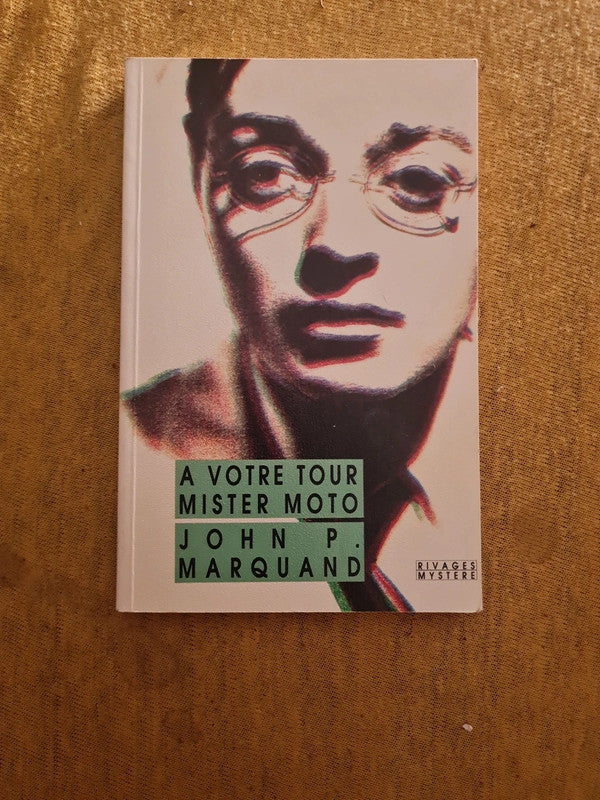 A VOTRE TOUR
MISTER MOTO
JOHN P.
MARQUAND
RIVAGES
MYSTERE